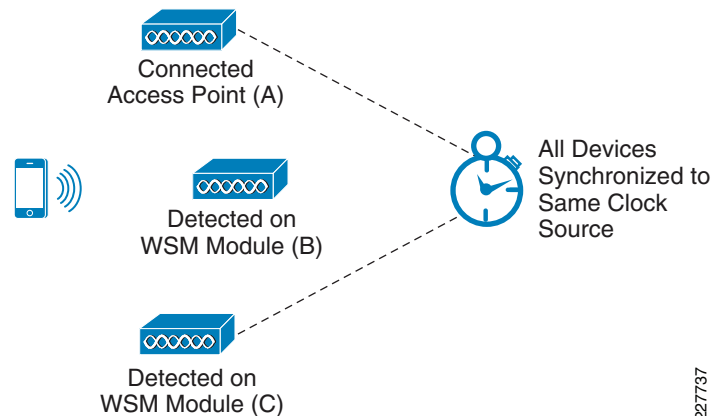 Connected
Access Point (A)
All Devices
Synchronized to
Same Clock
Source
Detected on
WSM Module (B)
Detected on
WSM Module (C)
227737